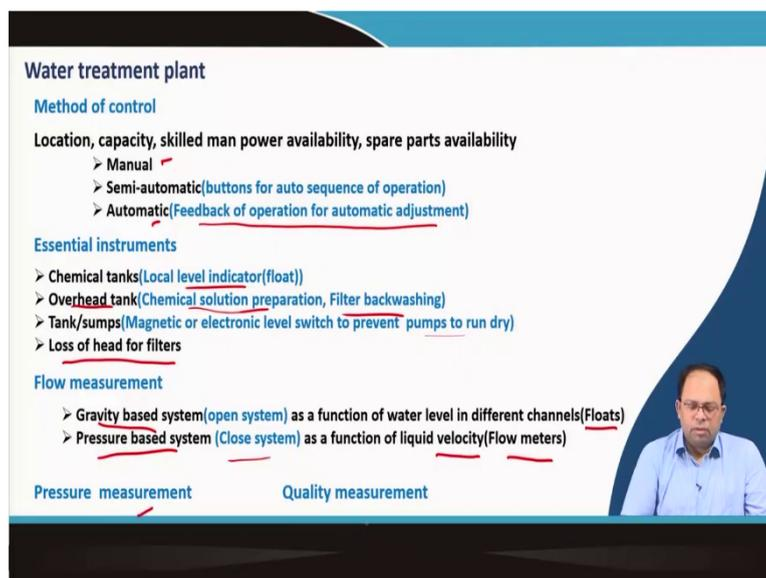 Water treatment plant
Method of control
Location, capacity, skilled man power availability, spare parts availability
➢ Manual
➢ Semi-automatic(buttons for auto sequence of operation)
➢ Automatic(Feedback of operation for automatic adjustment)
Essential instruments
➢ Chemical tanks(Local level indicator(float))
➢ Overhead tank(Chemical solution preparation, Filter backwashing)
➢ Tank/sumps(Magnetic or electronic level switch to prevent pumps to run dry)
➢ Loss of head for filters
Flow measurement
➢ Gravity based system(open system) as a function of water level in different channels(Floats)
➢ Pressure based system (Close system) as a function of liquid velocity(Flow meters)
Pressure measurement Quality measurement